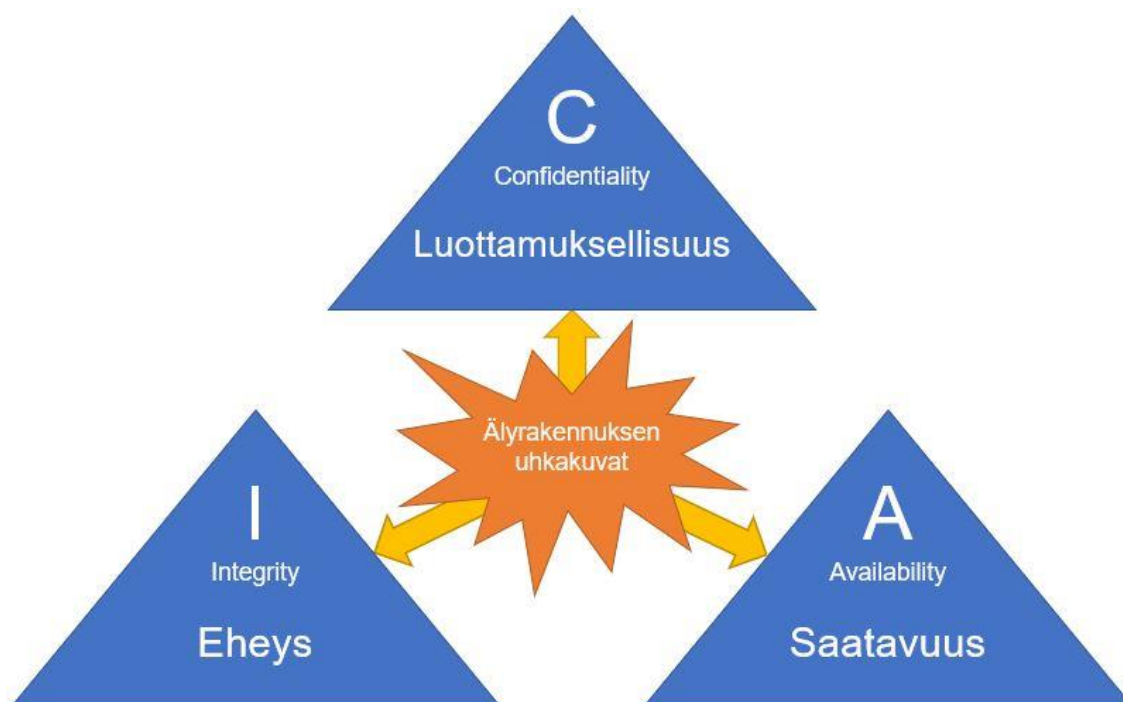 C
Confidentiality
Luottamuksellisuus
Älyrakennuksen
uhkakuvat
I
Integrity
Eheys
A
Availability
Saatavuus